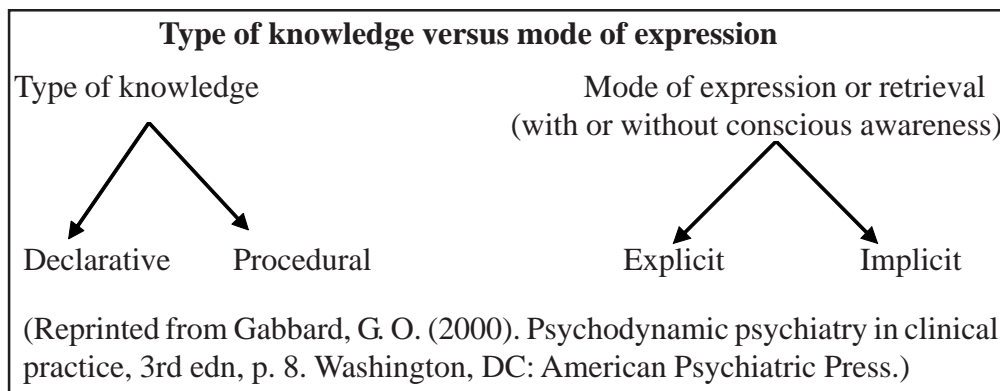 Type of knowledge versus mode of expression
Type of knowledge
Mode of expression or retrieval
(with or without conscious awareness)
Declarative
Procedural
Explicit
Implicit
(Reprinted from Gabbard, G. O. (2000). Psychodynamic psychiatry in clinical
practice, 3rd edn, p. 8. Washington, DC: American Psychiatric Press.)